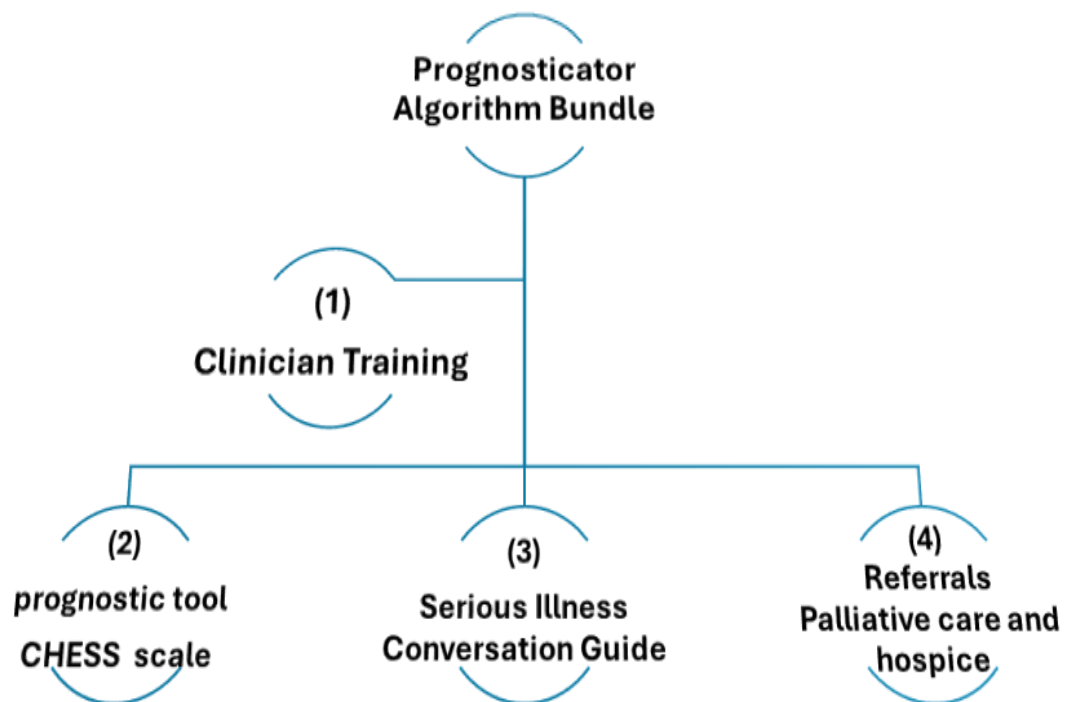 Prognosticator
Algorithm Bundle
(1)
Clinician Training
(2)
prognostic tool
CHESS scale
(3)
Serious Illness
Conversation Guide
(4)
Referrals
Palliative care and
hospice